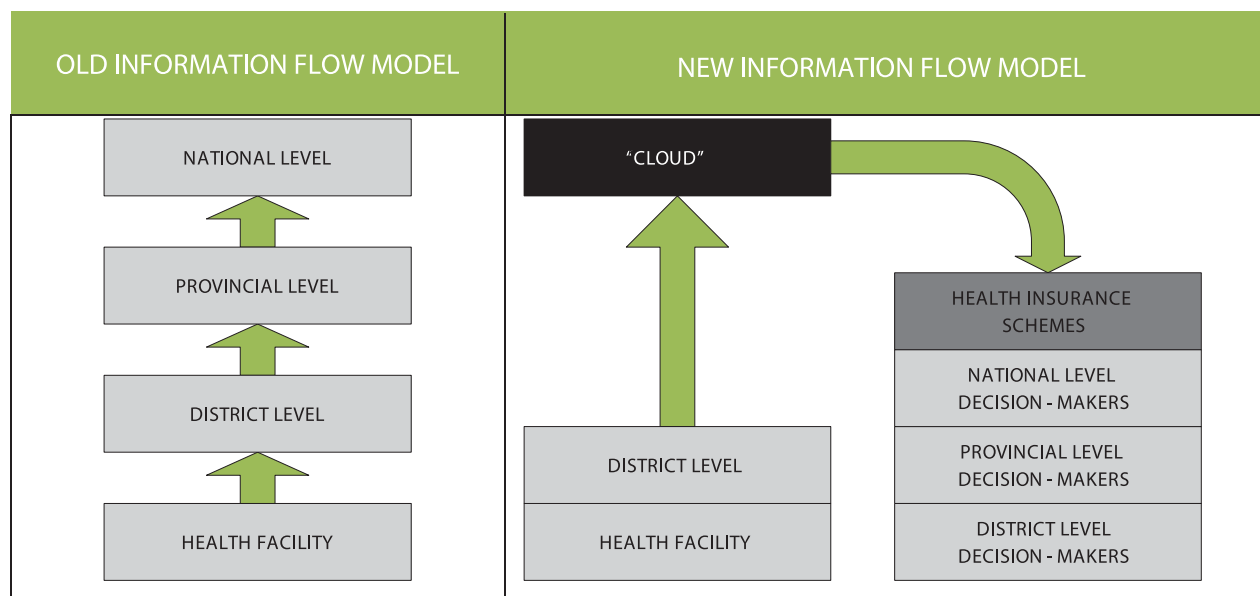 OLD INFORMATION FLOW MODEL
NEW INFORMATION FLOW MODEL
NATIONAL LEVEL
PROVINCIAL LEVEL
DISTRICT LEVEL
HEALTH FACILITY
“CLOUD”
DISTRICT LEVEL
HEALTH FACILITY
HEALTH INSURANCE
SCHEMES
NATIONAL LEVEL
DECISION - MAKERS
PROVINCIAL LEVEL
DECISION - MAKERS
DISTRICT LEVEL
DECISION - MAKERS